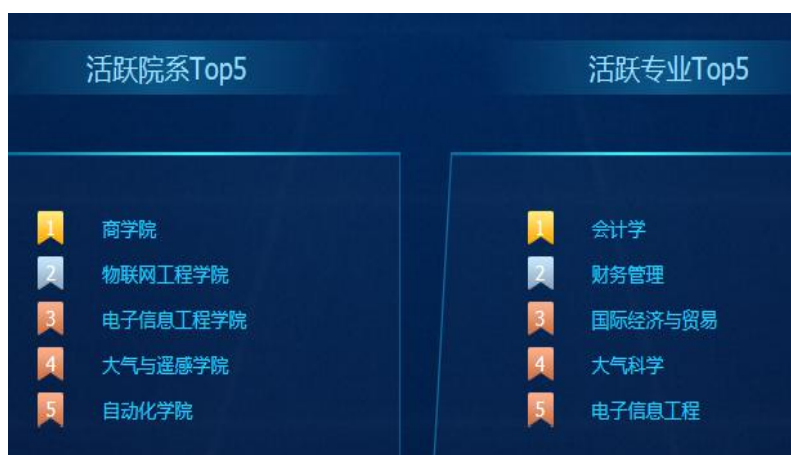 活跃院系Top5
1 商学院
2 物联网工程学院
3 电子信息工程学院
4 大气与遥感学院
5 自动化学院
活跃专业Top5
1 会计学
2 财务管理
3 国际经济与贸易
4 大气科学
5 电子信息工程